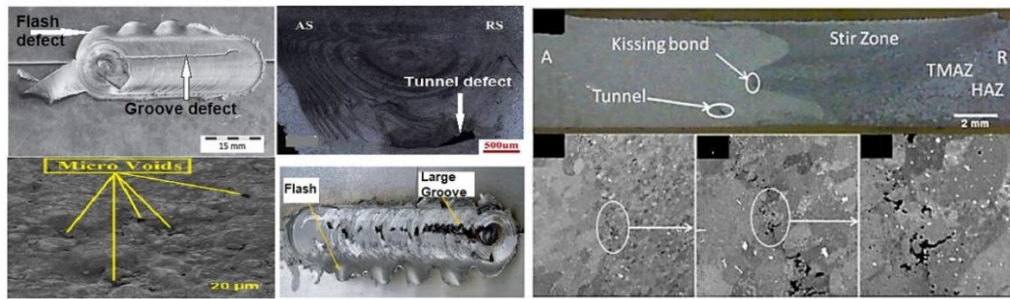 Flash
defect
Groove defect
15 mm
AS
RS
Tunnel defect
500um
Micro Voids
20 µm
Flash
Large
Groove
A
Kissing bond
Tunnel
Stir Zone
TMAZ
HAZ
R
2 mm